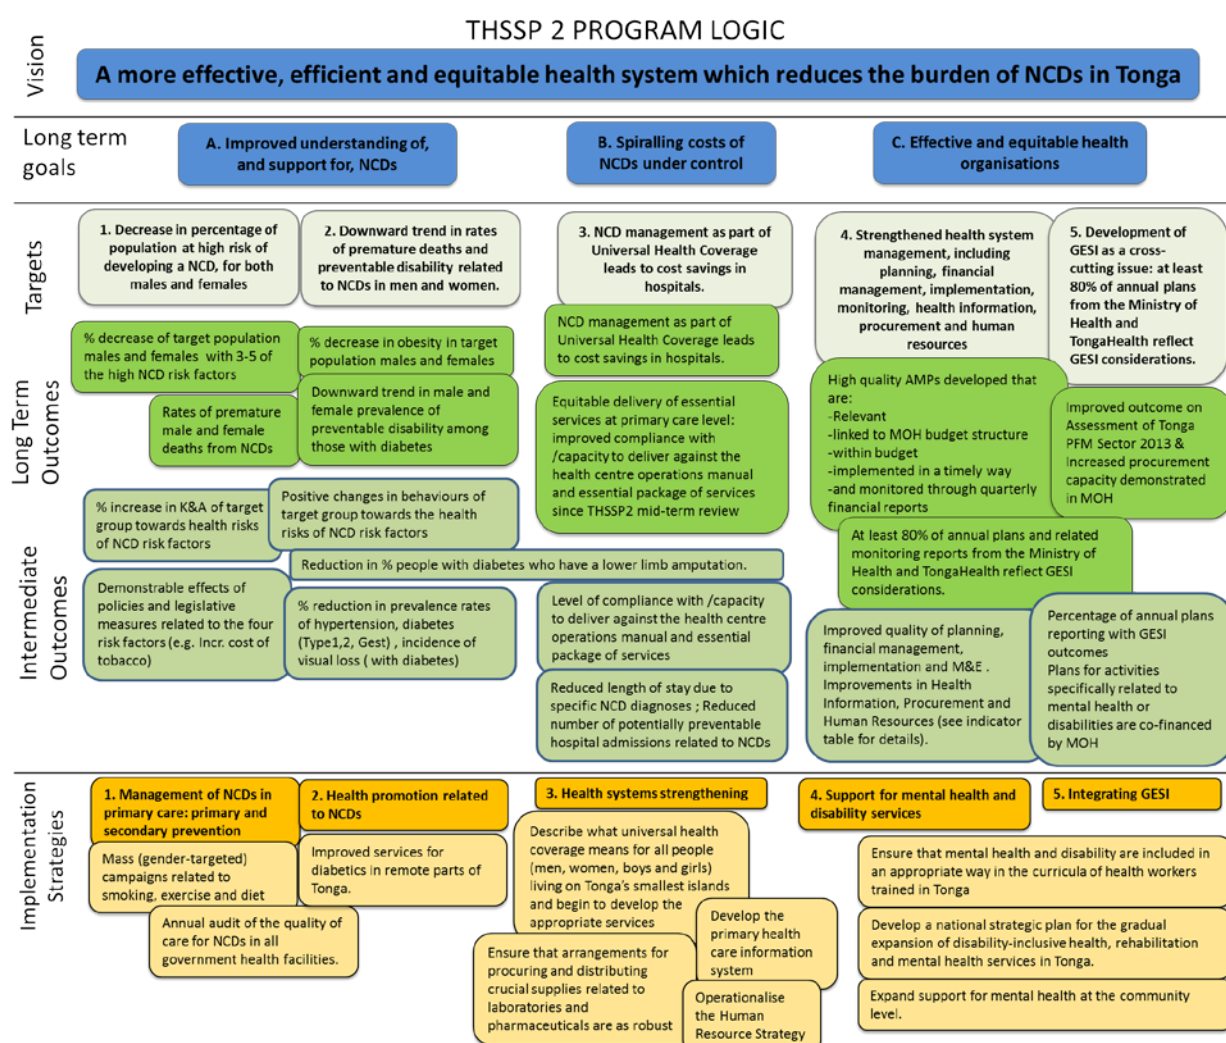 THSSP 2 PROGRAM LOGIC
Vision
A more effective, efficient and equitable health system which reduces the burden of NCDs in Tonga
Long term
goals
A. Improved understanding of,
and support for, NCDs
B. Spiralling costs of
NCDs under control
C. Effective and equitable health
organisations
Targets
1. Decrease in percentage of
population at high risk of
developing a NCD, for both
males and females
2. Downward trend in rates
of premature deaths and
preventable disability related
to NCDs in men and women.
3. NCD management as part of
Universal Health Coverage
leads to cost savings in
hospitals.
4. Strengthened health system
management, including
planning, financial
management, implementation,
monitoring, health information,
procurement and human
resources
5. Development of
GESI as a cross-
cutting issue: at least
80% of annual plans
from the Ministry of
Health and
TongaHealth reflect
GESI considerations.
Long Term
Outcomes
% decrease of target population
males and females with 3-5 of
the high NCD risk factors
% decrease in obesity in target
population males and females
Rates of premature
male and female
deaths from NCDs
Downward trend in male and
female prevalence of
preventable disability among
those with diabetes
NCD management as part of
Universal Health Coverage leads
to cost savings in hospitals.
Equitable delivery of essential
services at primary care level:
improved compliance with
/capacity to deliver against the
health centre operations manual
and essential package of services
since THSSP2 mid-term review
High quality AMPs developed that
are:
-Relevant
-linked to MOH budget structure
-within budget
-implemented in a timely way
-and monitored through quarterly
financial reports
Improved outcome on
Assessment of Tonga
PFM Sector 2013 &
Increased procurement
capacity demonstrated
in MOH
At least 80% of annual plans and related
monitoring reports from the Ministry of
Health and TongaHealth reflect GESI
considerations.
Intermediate
Outcomes
% increase in K&A of target
group towards health risks
of NCD risk factors
Positive changes in behaviours of
target group towards the health
risks of NCD risk factors
Reduction in % people with diabetes who have a lower limb amputation.
Demonstrable effects of
policies and legislative
measures related to the four
risk factors (e.g. Incr. cost of
tobacco)
% reduction in prevalence rates
of hypertension, diabetes
(Type1,2, Gest) , incidence of
visual loss ( with diabetes)
Level of compliance with /capacity
to deliver against the health centre
operations manual and essential
package of services
Reduced length of stay due to
specific NCD diagnoses ; Reduced
number of potentially preventable
hospital admissions related to NCDs
Improved quality of planning,
financial management,
implementation and M&E .
Improvements in Health
Information, Procurement and
Human Resources (see indicator
table for details).
Percentage of annual plans
reporting with GESI
outcomes
Plans for activities
specifically related to
mental health or
disabilities are co-financed
by MOH
Implementation
Strategies
1. Management of NCDs in
primary care: primary and
secondary prevention
2. Health promotion related
to NCDs
3. Health systems strengthening
4. Support for mental health and
disability services
5. Integrating GESI
Mass (gender-targeted)
campaigns related to
smoking, exercise and diet
Improved services for
diabetics in remote parts of
Tonga.
Annual audit of the quality of
care for NCDs in all
government health facilities.
Describe what universal health
coverage means for all people
(men, women, boys and girls)
living on Tonga's smallest islands
and begin to develop the
appropriate services
Develop the
primary health
care information
system
Ensure that arrangements for
procuring and distributing
crucial supplies related to
laboratories and
pharmaceuticals are as robust
Operationalise
the Human
Resource Strategy
Ensure that mental health and disability are included in
an appropriate way in the curricula of health workers
trained in Tonga
Develop a national strategic plan for the gradual
expansion of disability-inclusive health, rehabilitation
and mental health services in Tonga.
Expand support for mental health at the community
level.